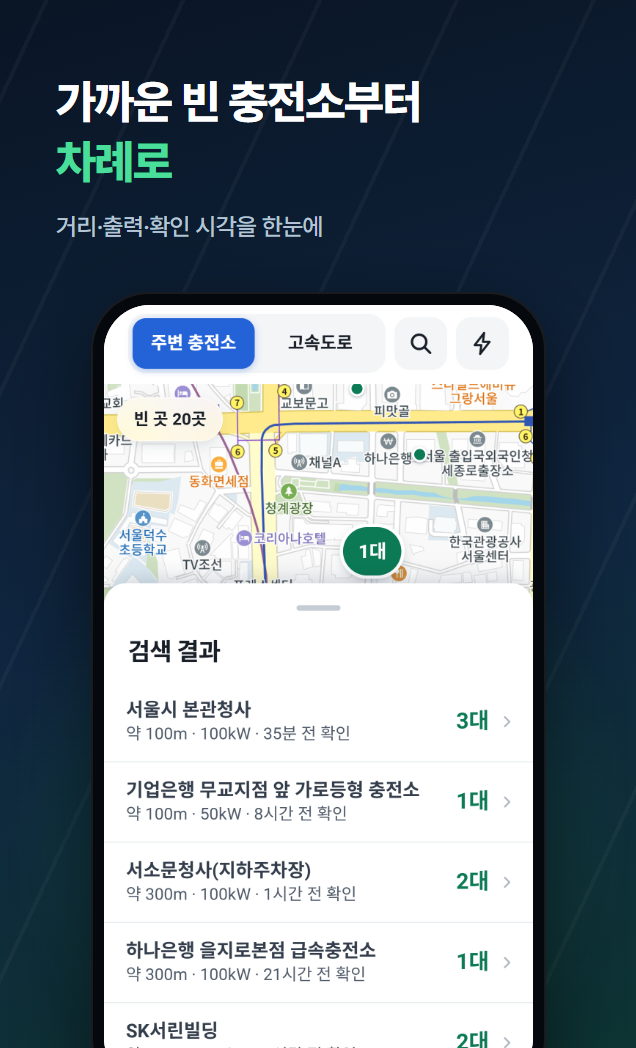 가까운 빈 충전소부터
차례로
거리·출력·확인 시각을 한눈에
주변 충전소
고속도로
4
교보문고
피맛골
그랑서울
7
빈 곳 20곳
1
6
6
5
채널A
하나은행
서울 출입국외국인청
세종로출장소
동화면세점
청계광장
서울덕수
초등학교
코리아나호텔
TV조선
1대
한국관광공사
서울센터
검색 결과
서울시 본관청사
약 100m · 100kW · 35분 전 확인
3대
기업은행 무교지점 앞 가로등형 충전소
약 100m · 50kW · 8시간 전 확인
1대
서소문청사(지하주차장)
약 300m · 100kW · 1시간 전 확인
2대
하나은행 을지로본점 급속충전소
약 300m · 100kW · 21시간 전 확인
1대
SK서린빌딩
2대